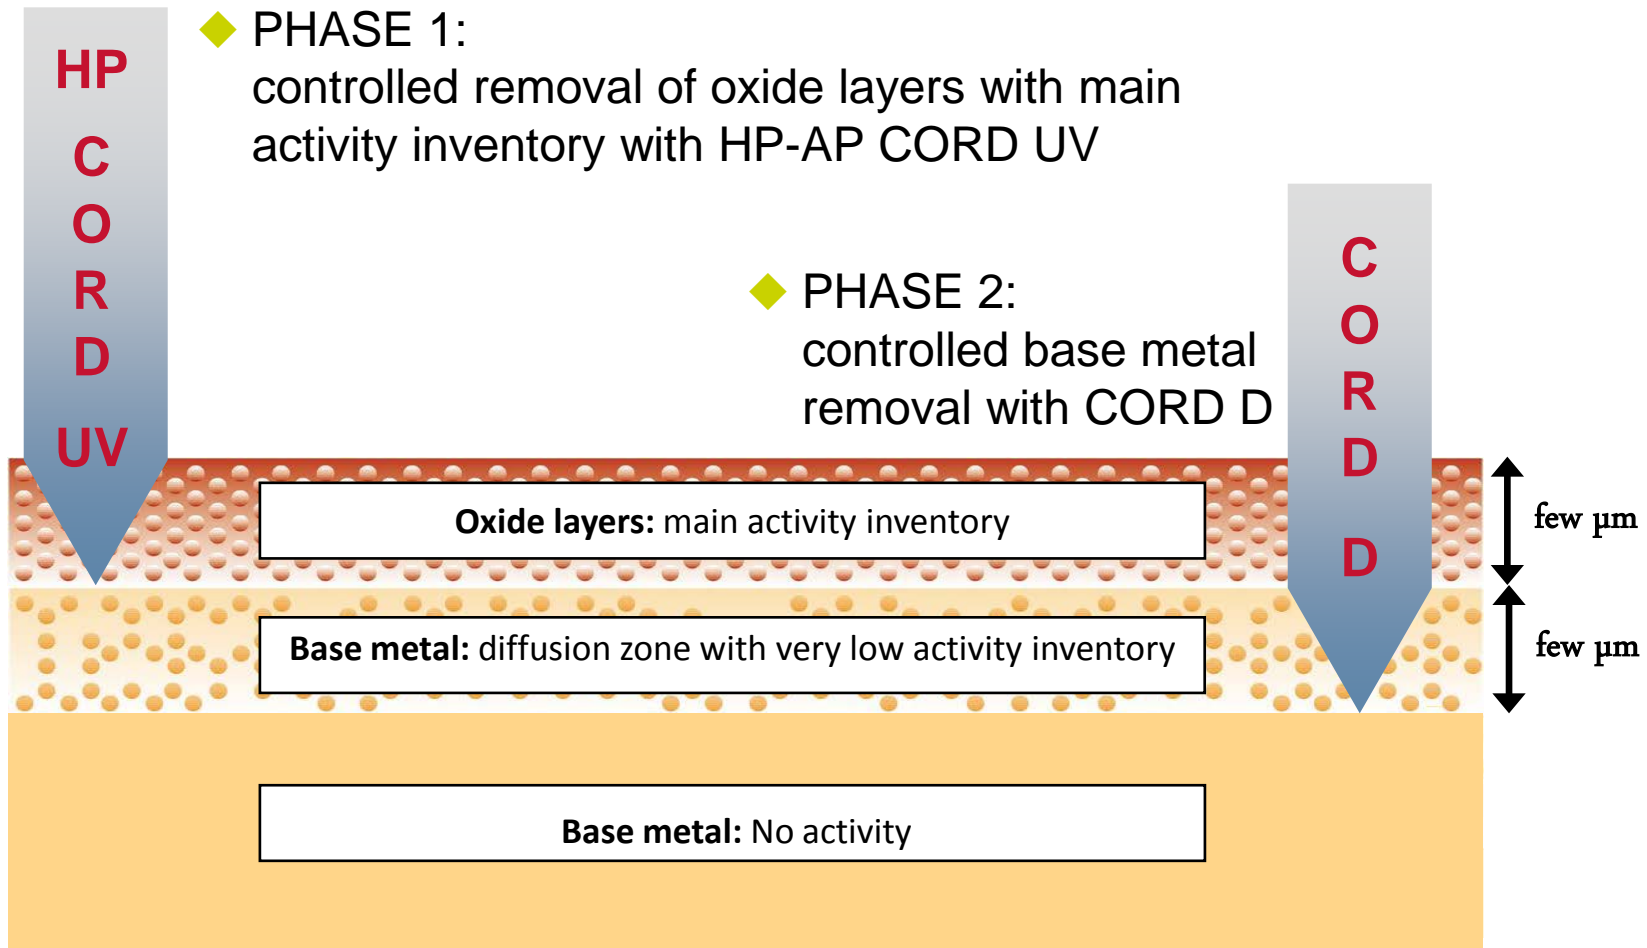 HP
C
O
R
D
UV
PHASE 1:
controlled removal of oxide layers with main
activity inventory with HP-AP CORD UV
PHASE 2:
controlled base metal
removal with CORD D
C
O
R
D
D
Oxide layers: main activity inventory
few µm
Base metal: diffusion zone with very low activity inventory
few µm
Base metal: No activity